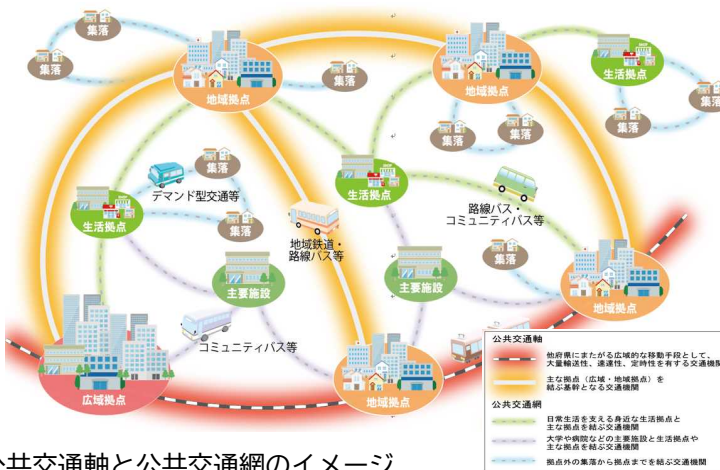 集落
集落
集落
集落
地域拠点
地域拠点
生活拠点
集落
集落
集落
集落
集落
デマンド型交通等
生活拠点
路線バス・
コミュニティバス等
生活拠点
集落
地域鉄道・
路線バス等
集落
主要施設
主要施設
地域拠点
コミュニティバス等
広域拠点
地域拠点
公共交通軸
他府県にまたがる広域的な移動手段として、
大量輸送性、速達性、定時性を有する交通機関
主な拠点（広域・地域拠点）を
結ぶ基幹となる交通機関
公共交通網
日常生活を支える身近な生活拠点と
主な拠点を結ぶ交通機関
大学や病院などの主要施設と生活拠点や
主な拠点を結ぶ交通機関
拠点外の集落から拠点までを結ぶ交通機関
公共交通軸と公共交通網のイメージ